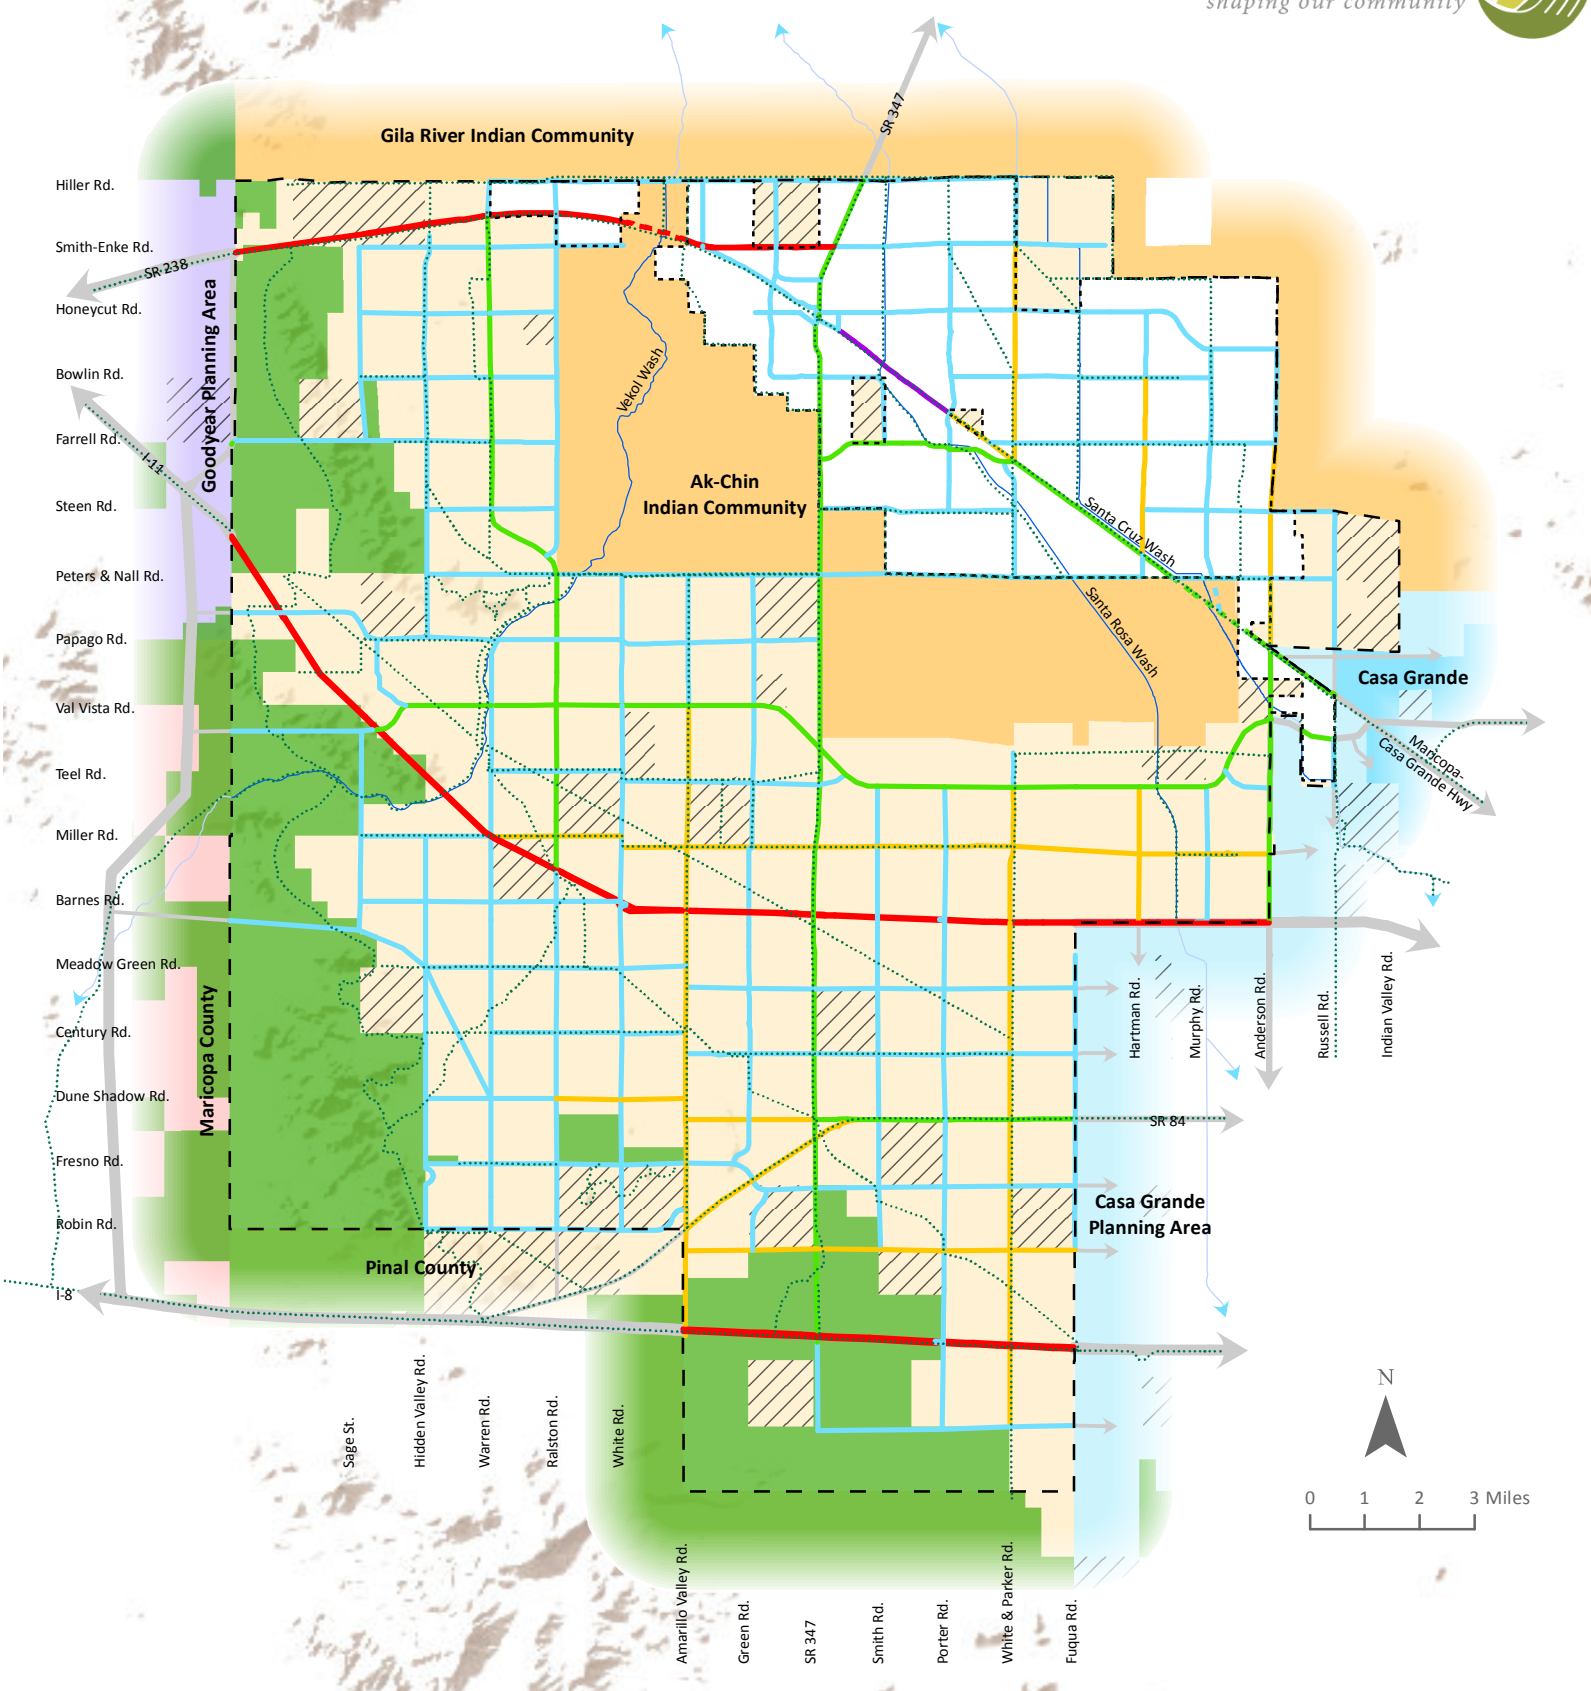 shaping our community
SR 347
Gila River Indian Community
Hiller Rd.
Smith-Enke Rd.
SR 238
Honeycut Rd.
Goodyear Planning Area
Bowlin Rd.
Vekol Wash
Farrell Rd.
I-11
Ak-Chin
Indian Community
Steen Rd.
Santa Cruz Wash
Peters & Nall Rd.
Santa Rosa Wash
Papago Rd.
Casa Grande
Val Vista Rd.
Maricopa-
Casa Grande Hwy
Teel Rd.
Miller Rd.
Barnes Rd.
Meadow Green Rd.
Maricopa County
Hartman Rd.
Murphy Rd.
Anderson Rd.
Russell Rd.
Indian Valley Rd.
Century Rd.
Dune Shadow Rd.
SR 84
Fresno Rd.
Casa Grande
Planning Area
Robin Rd.
Pinal County
I-8
N
Sage St.
Hidden Valley Rd.
Warren Rd.
Ralston Rd.
White Rd.
0 1 2 3 Miles
Amarillo Valley Rd.
Green Rd.
SR 347
Smith Rd.
Porter Rd.
White & Parker Rd.
Fuqua Rd.